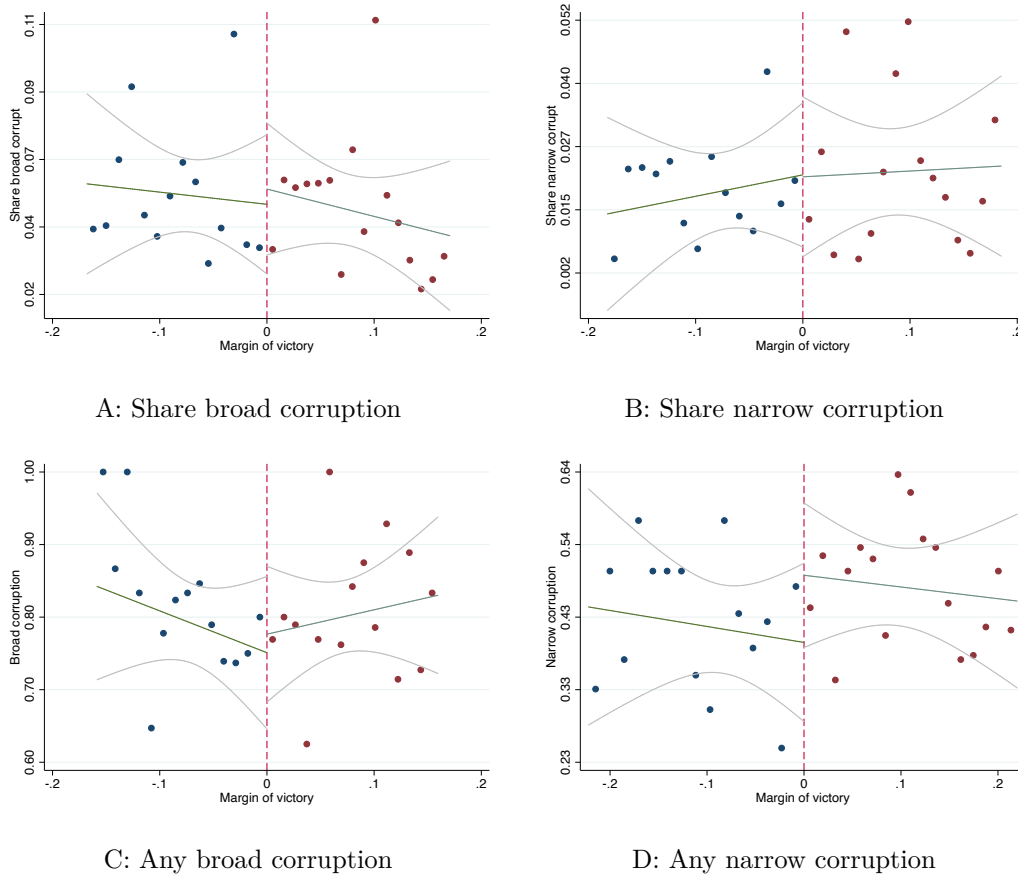 Share broad corrupt
0.11
0.09
0.07
0.04
0.02
-.2 -.1 0 .1 .2
Margin of victory
A: Share broad corruption
Share narrow corrupt
0.052
0.040
0.027
0.015
0.002
-.2 -.1 0 .1 .2
Margin of victory
B: Share narrow corruption
Broad corruption
1.00
0.90
0.80
0.70
0.60
-.2 -.1 0 .1 .2
Margin of victory
C: Any broad corruption
Narrow corruption
0.64
0.54
0.43
0.33
0.23
-.2 -.1 0 .1 .2
Margin of victory
D: Any narrow corruption